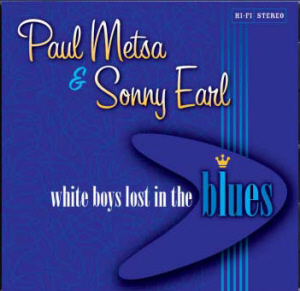 HI-FI STEREO
Paul Metsa
& Sonny Earl
white boys lost in the blues